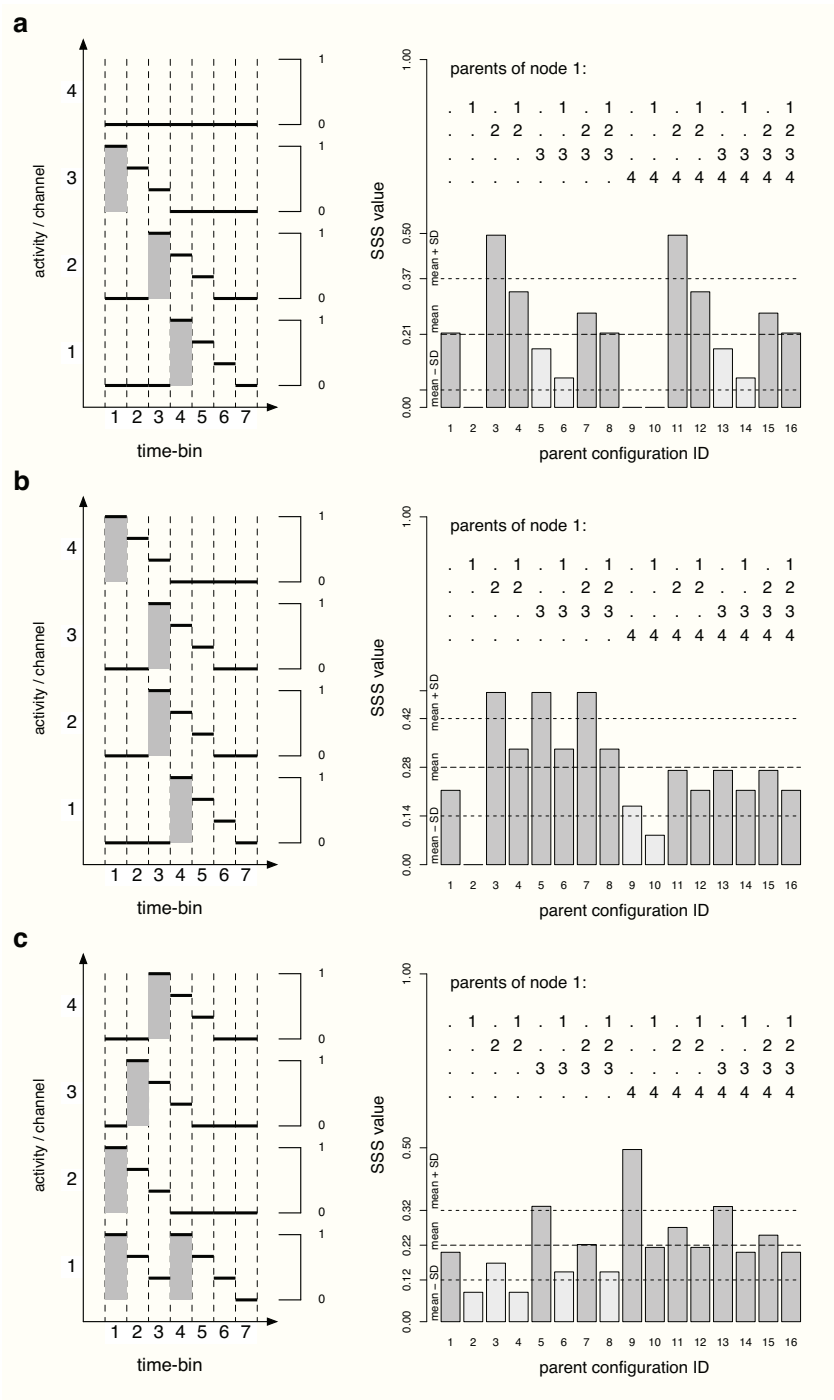 a
activity / channel
4
1
0
3
1
0
2
1
0
1
1
0
1 2 3 4 5 6 7
time-bin
SSS value
1.00
0.50
0.37
0.21
0.00
mean + SD
mean
mean − SD
parents of node 1:
. 1 . 1 . 1 . 1 . 1 . 1 . 1 . 1
. . 2 2 . . 2 2 . . 2 2 . . 2 2
. . . . 3 3 3 3 . . . . 3 3 3 3
. . . . . . . . 4 4 4 4 4 4 4 4
1 2 3 4 5 6 7 8 9 10 11 12 13 14 15 16
parent configuration ID
b
activity / channel
4
1
0
3
1
0
2
1
0
1
1
0
1 2 3 4 5 6 7
time-bin
SSS value
1.00
0.42
0.28
0.14
0.00
mean + SD
mean
mean − SD
parents of node 1:
. 1 . 1 . 1 . 1 . 1 . 1 . 1 . 1
. . 2 2 . . 2 2 . . 2 2 . . 2 2
. . . . 3 3 3 3 . . . . 3 3 3 3
. . . . . . . . 4 4 4 4 4 4 4 4
1 2 3 4 5 6 7 8 9 10 11 12 13 14 15 16
parent configuration ID
c
activity / channel
4
1
0
3
1
0
2
1
0
1
1
0
1 2 3 4 5 6 7
time-bin
SSS value
1.00
0.50
0.32
0.22
0.12
0.00
mean + SD
mean
mean − SD
parents of node 1:
. 1 . 1 . 1 . 1 . 1 . 1 . 1 . 1
. . 2 2 . . 2 2 . . 2 2 . . 2 2
. . . . 3 3 3 3 . . . . 3 3 3 3
. . . . . . . . 4 4 4 4 4 4 4 4
1 2 3 4 5 6 7 8 9 10 11 12 13 14 15 16
parent configuration ID